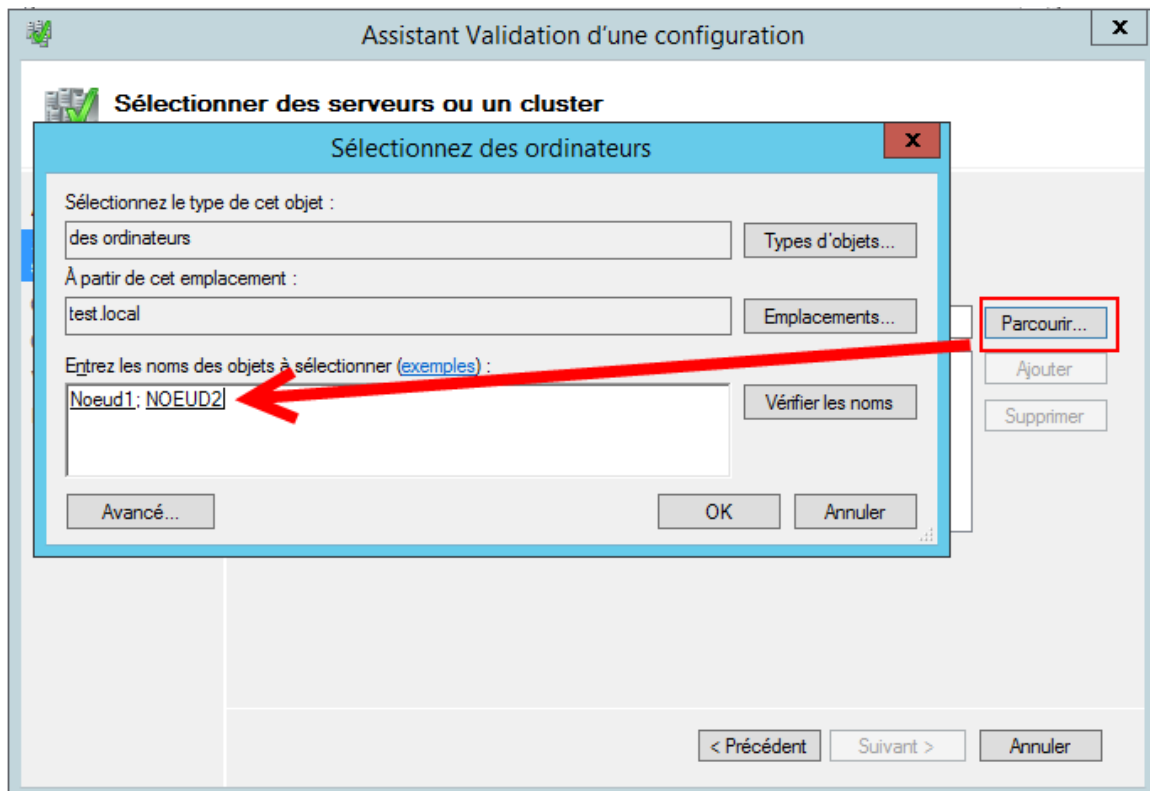 Assistant Validation d'une configuration
x
Sélectionner des serveurs ou un cluster
Sélectionnez des ordinateurs
x
Sélectionnez le type de cet objet :
des ordinateurs
Types d'objets...
À partir de cet emplacement :
test.local
Emplacements...
Parcourir...
Entrez les noms des objets à sélectionner (exemples) :
Ajouter
Noeud1; NOEUD2
Vérifier les noms
Supprimer
Avancé...
OK
Annuler
< Précédent
Suivant >
Annuler